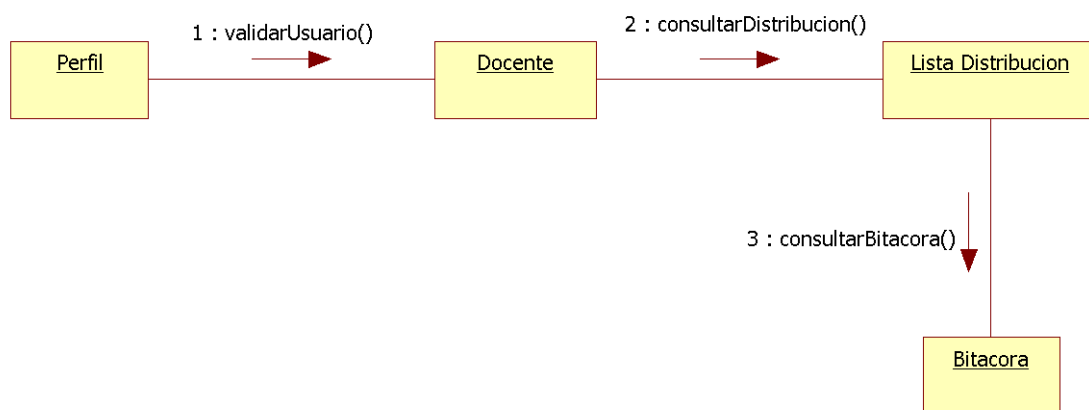 1 : validarUsuario()
2 : consultarDistribucion()
Perfil
Docente
Lista Distribucion
3 : consultarBitacora()
Bitacora